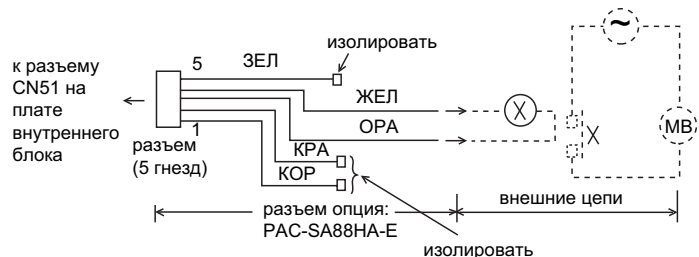 изолировать
5
ЗЕЛ
к разъему
CN51 на
плате
внутреннего
блока
ЖЕЛ
X
ОРА
X
МВ
1
разъем
(5 гнезд)
КРА
КОР
разъем опция:
PAC-SA88HA-E
внешние цепи
изолировать